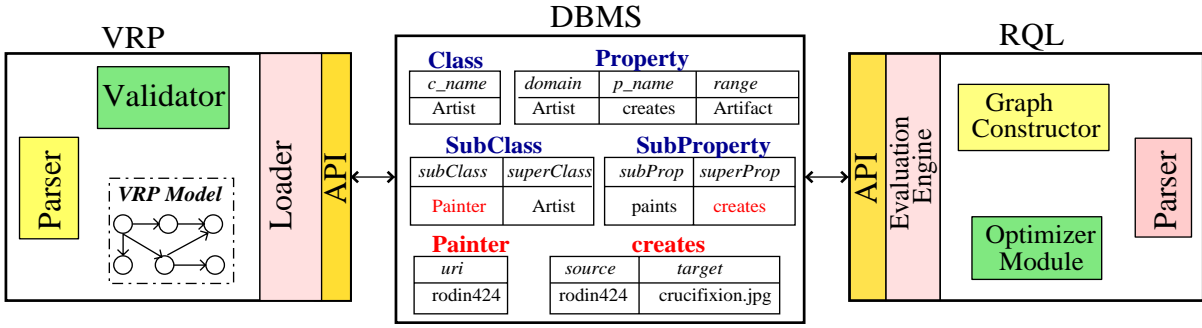 VRP
Validator
Parser
VRP Model
Loader
API
DBMS
Class
c_name
Artist
Property
domain p_name range
Artist creates Artifact
SubClass
subClass superClass
Painter Artist
SubProperty
subProp superProp
paints creates
Painter
uri
rodin424
creates
source target
rodin424 crucifixion.jpg
RQL
API
Evaluation
Engine
Graph
Constructor
Parser
Optimizer
Module